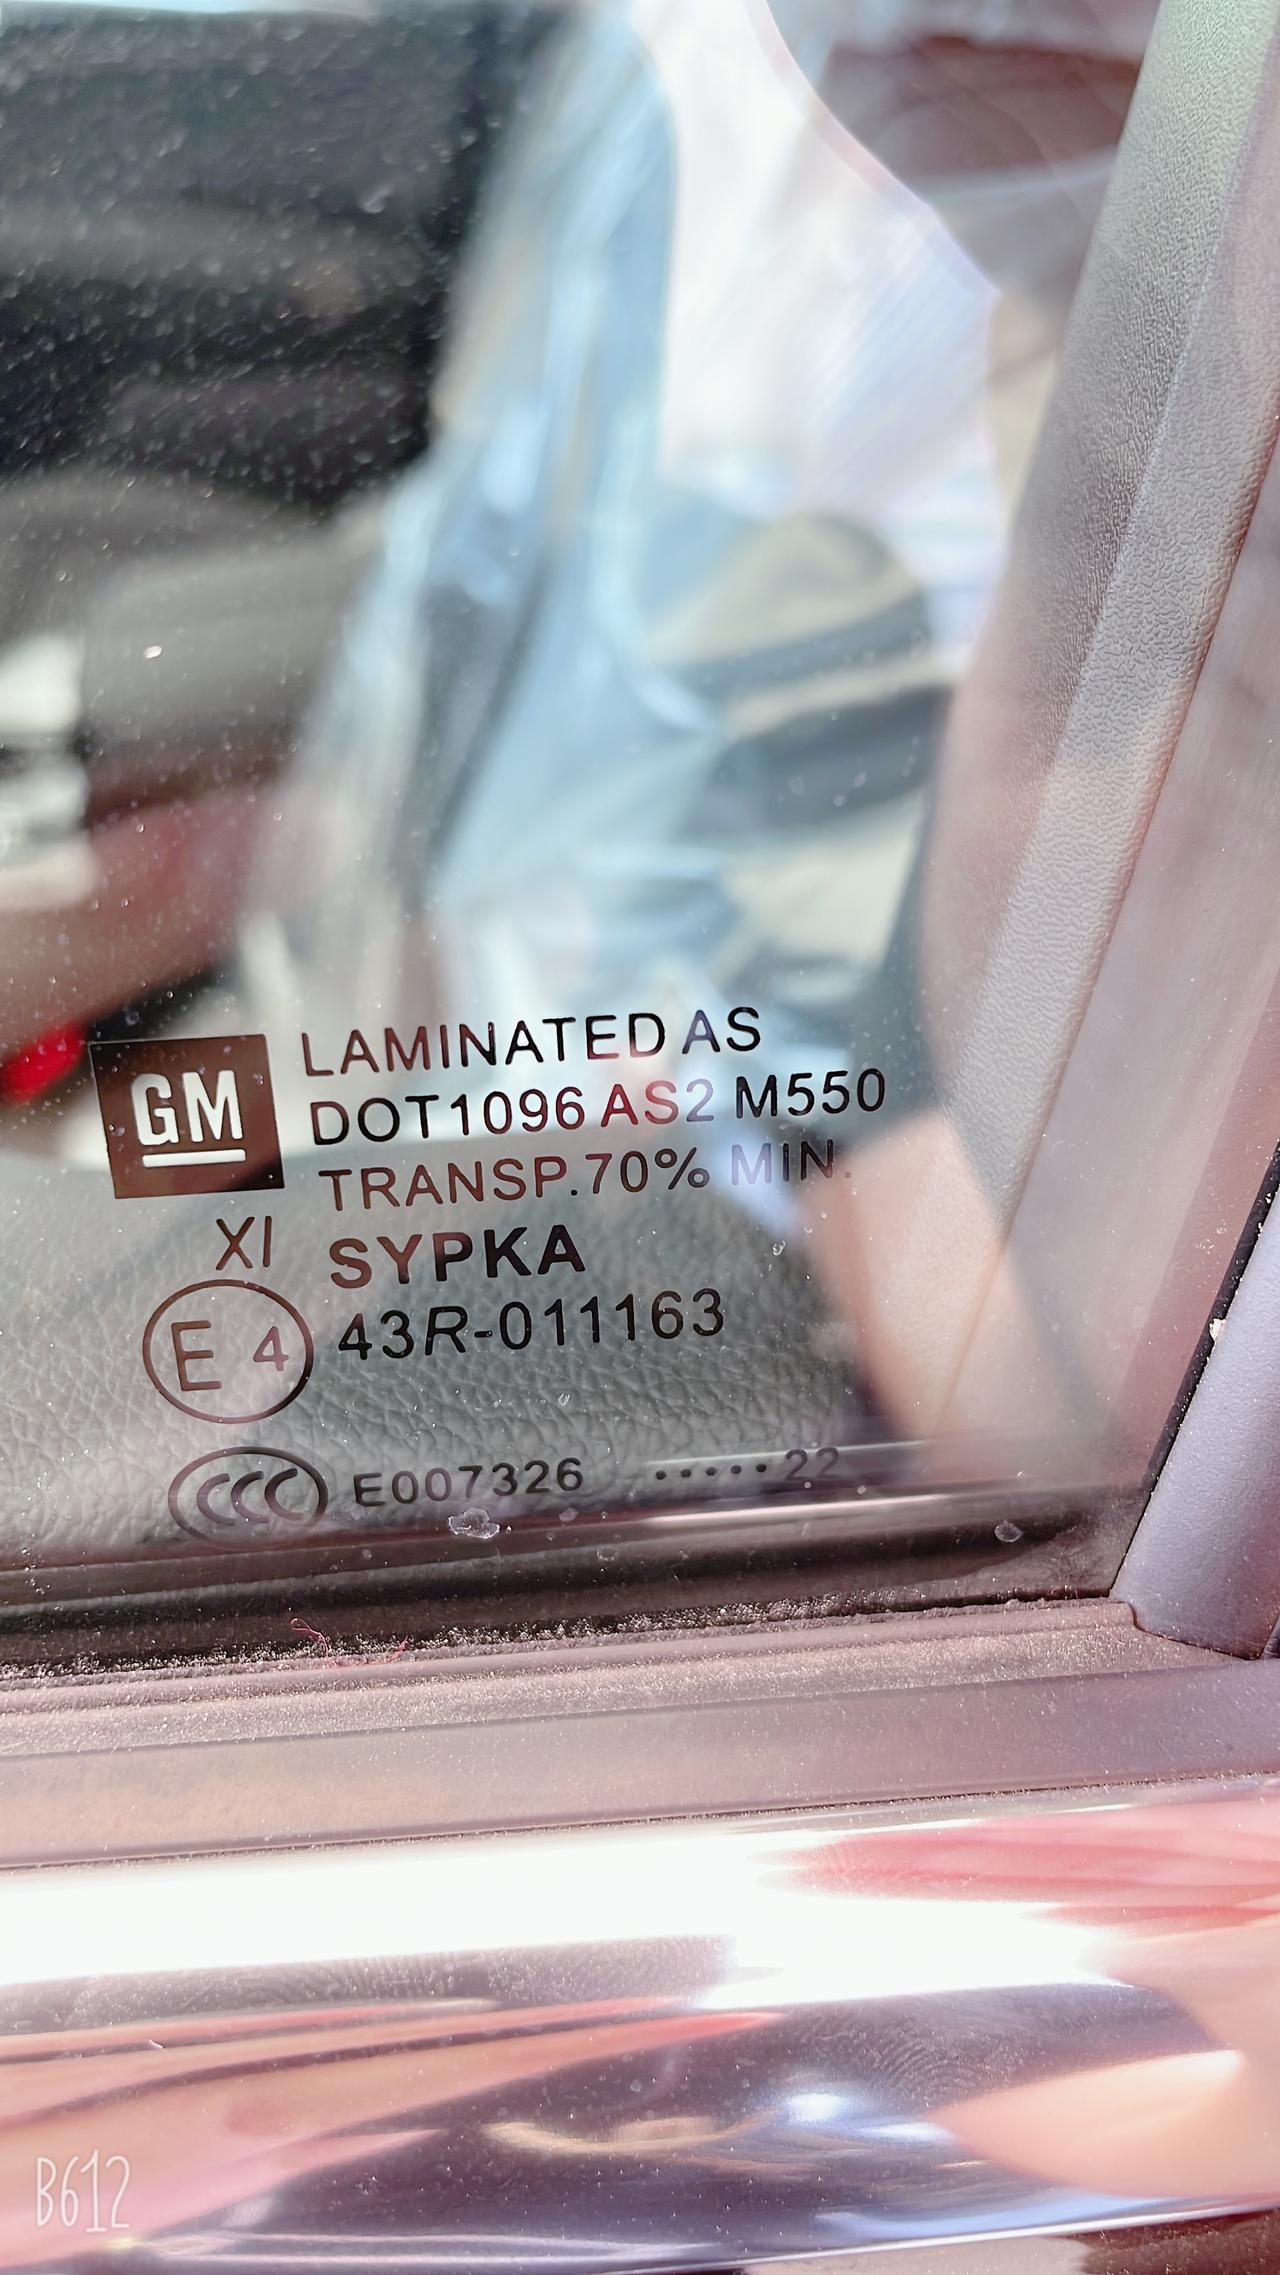 GM
LAMINATED AS
DOT1096 AS2 M550
TRANSP.70% MIN.
XI SYPKA
E 4 43R-011163
CCC E007326 ·····22
B612